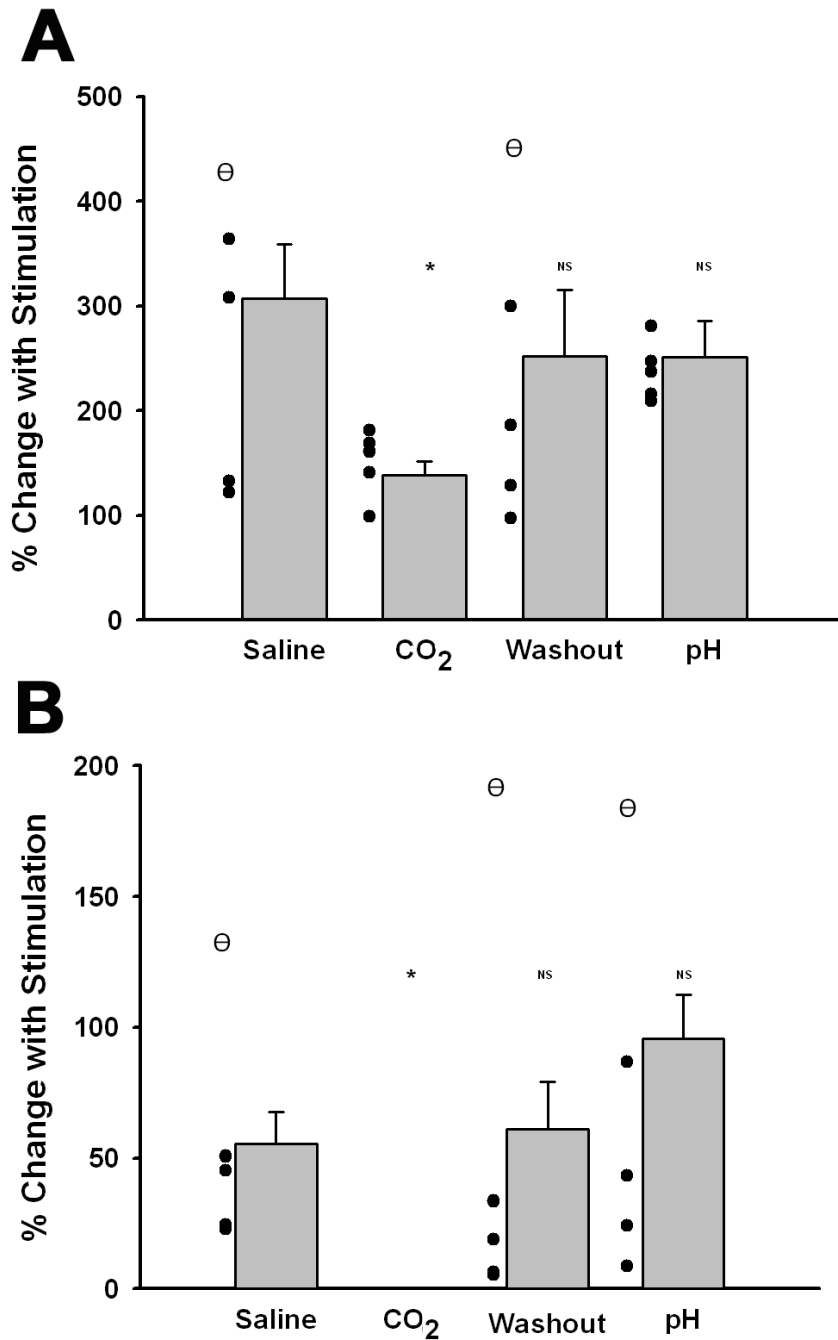 A
% Change with Stimulation
500
400
300
200
100
0
* NS NS
Saline CO₂ Washout pH
B
% Change with Stimulation
200
150
100
50
0
* NS NS
Saline CO₂ Washout pH